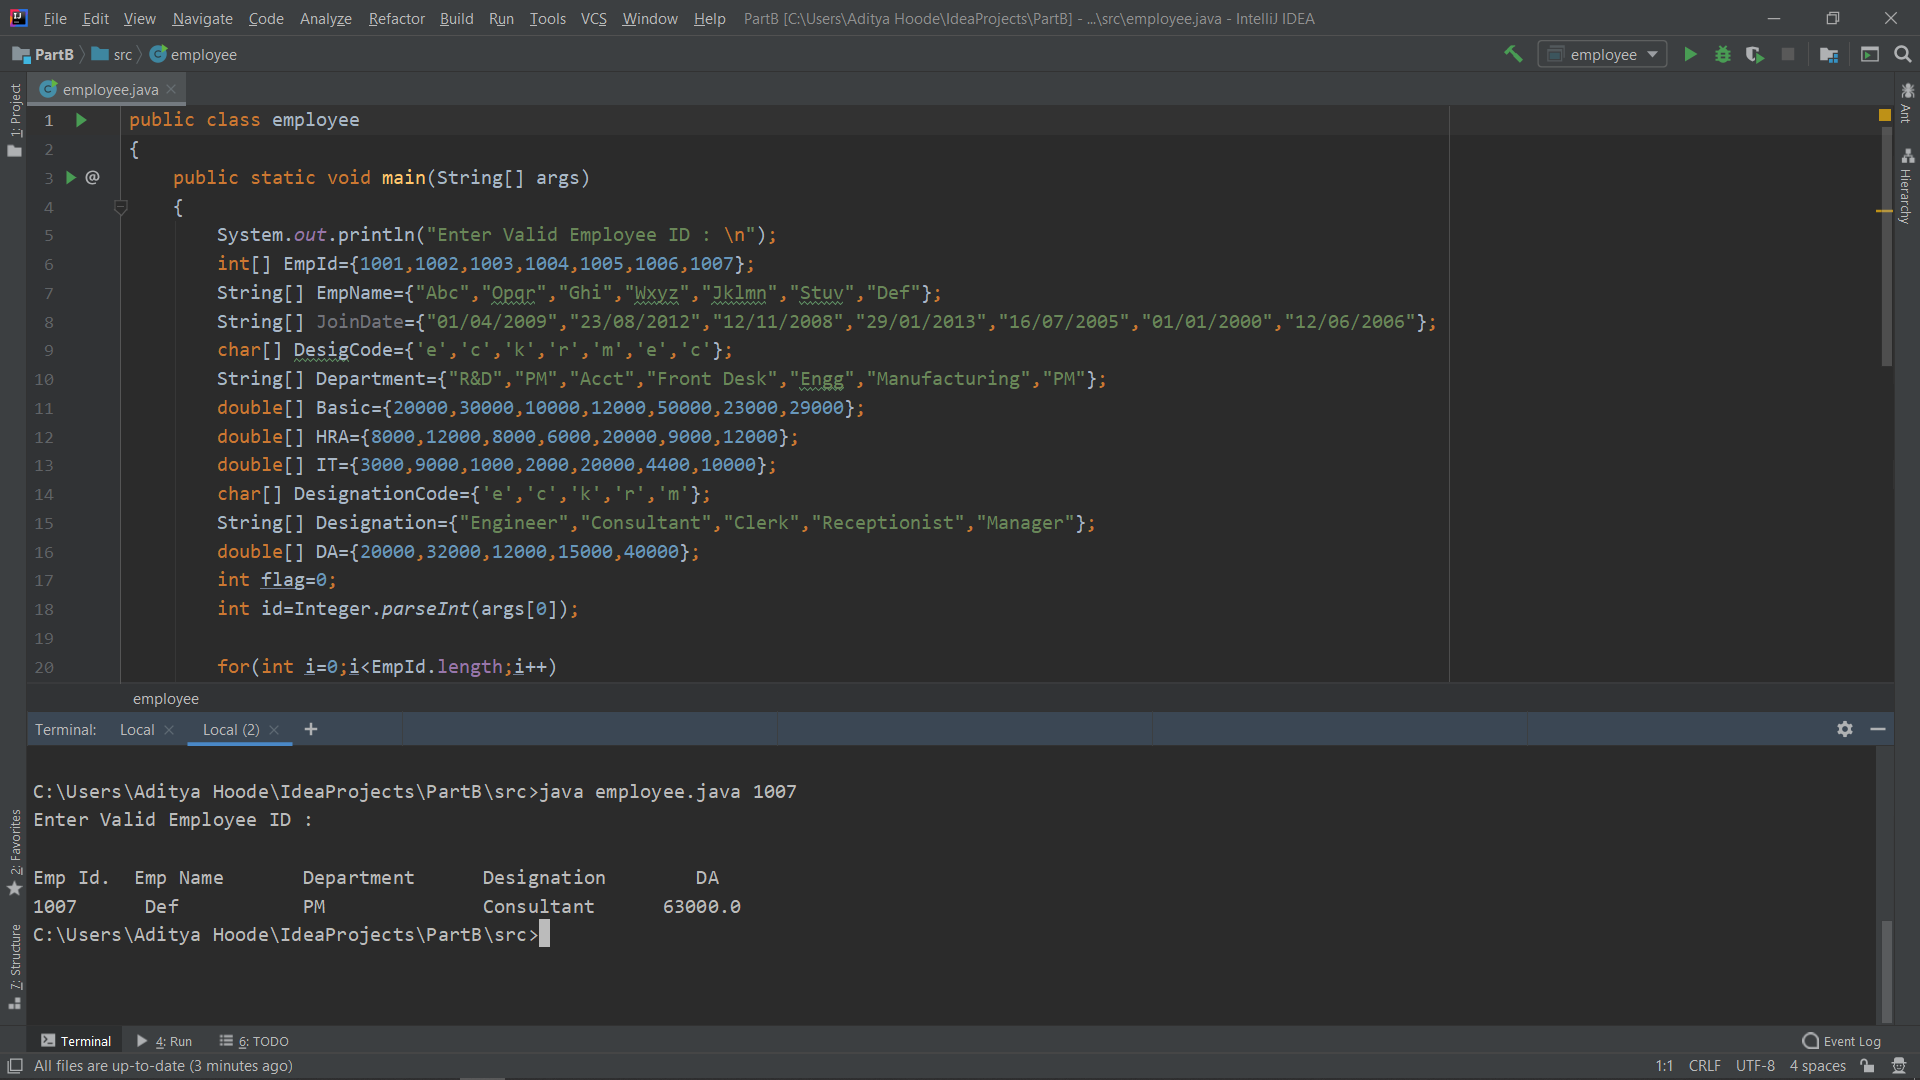 File Edit View Navigate Code Analyze Refactor Build Run Tools VCS Window Help PartB [C:\Users\Aditya Hoode\IdeaProjects\PartB] - ...\src\employee.java - IntelliJ IDEA
PartB src employee employee
employee.java
1: Project
Ant
Hierarchy
1 public class employee
2 {
3 @ public static void main(String[] args)
4 {
5 System.out.println("Enter Valid Employee ID : \n");
6 int[] EmpId={1001,1002,1003,1004,1005,1006,1007};
7 String[] EmpName={"Abc","Opqr","Ghi","Wxyz","Jklmn","Stuv","Def"};
8 String[] JoinDate={"01/04/2009","23/08/2012","12/11/2008","29/01/2013","16/07/2005","01/01/2000","12/06/2006"};
9 char[] DesigCode={'e','c','k','r','m','e','c'};
10 String[] Department={"R&D","PM","Acct","Front Desk","Engg","Manufacturing","PM"};
11 double[] Basic={20000,30000,10000,12000,50000,23000,29000};
12 double[] HRA={8000,12000,8000,6000,20000,9000,12000};
13 double[] IT={3000,9000,1000,2000,20000,4400,10000};
14 char[] DesignationCode={'e','c','k','r','m'};
15 String[] Designation={"Engineer","Consultant","Clerk","Receptionist","Manager"};
16 double[] DA={20000,32000,12000,15000,40000};
17 int flag=0;
18 int id=Integer.parseInt(args[0]);
19
20 for(int i=0;i<EmpId.length;i++)
employee
Terminal: Local Local (2) +
C:\Users\Aditya Hoode\IdeaProjects\PartB\src>java employee.java 1007
Enter Valid Employee ID :
Emp Id. Emp Name Department Designation DA
1007 Def PM Consultant 63000.0
C:\Users\Aditya Hoode\IdeaProjects\PartB\src>
2: Favorites
7: Structure
Terminal 4: Run 6: TODO Event Log
All files are up-to-date (3 minutes ago) 1:1 CRLF UTF-8 4 spaces